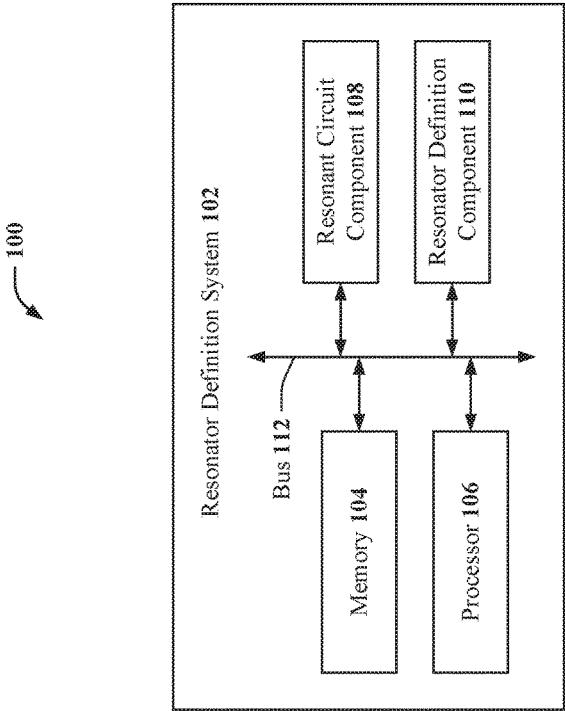 100
Resonator Definition System 102
Resonant Circuit
Component 108
Resonator Definition
Component 110
Bus 112
Memory 104
Processor 106